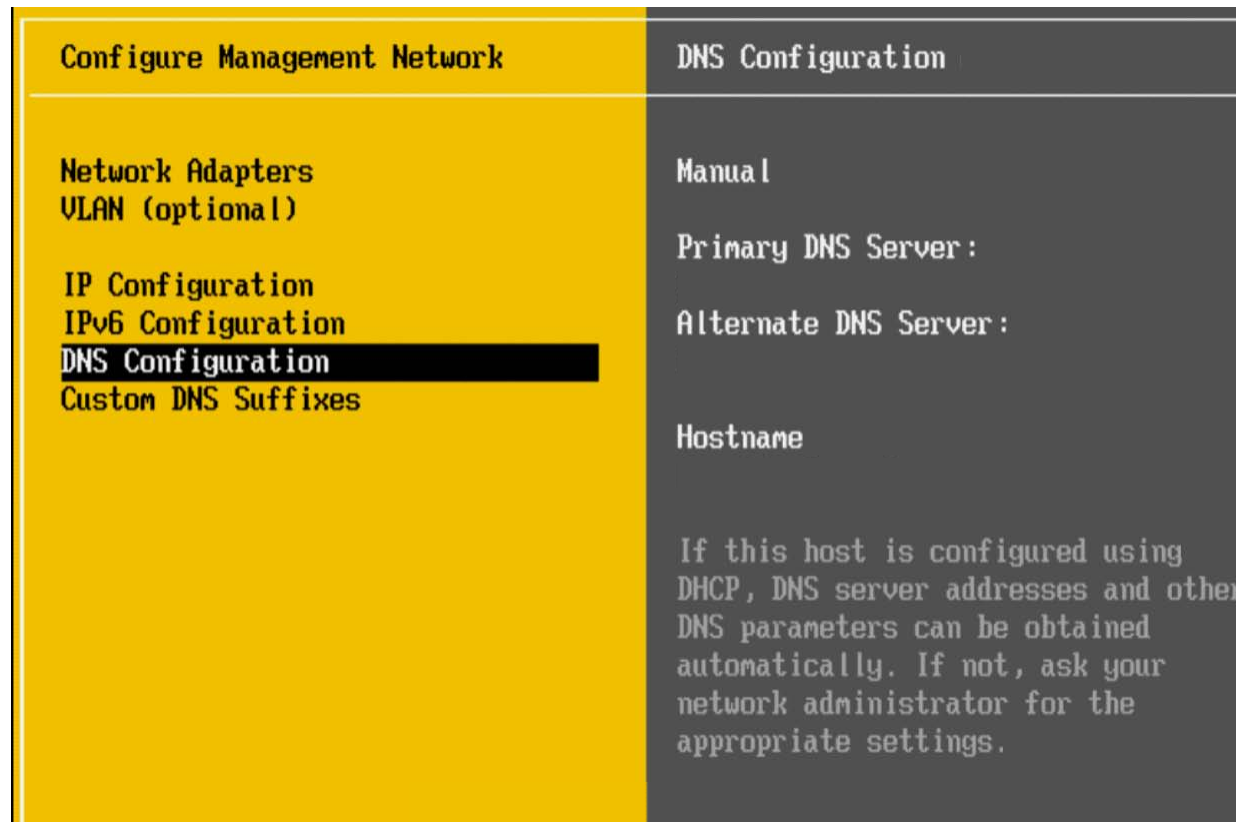 Configure Management Network
Network Adapters
VLAN (optional)
IP Configuration
IPv6 Configuration
DNS Configuration
Custom DNS Suffixes
DNS Configuration
Manual
Primary DNS Server:
Alternate DNS Server:
Hostname
If this host is configured using
DHCP, DNS server addresses and other
DNS parameters can be obtained
automatically. If not, ask your
network administrator for the
appropriate settings.